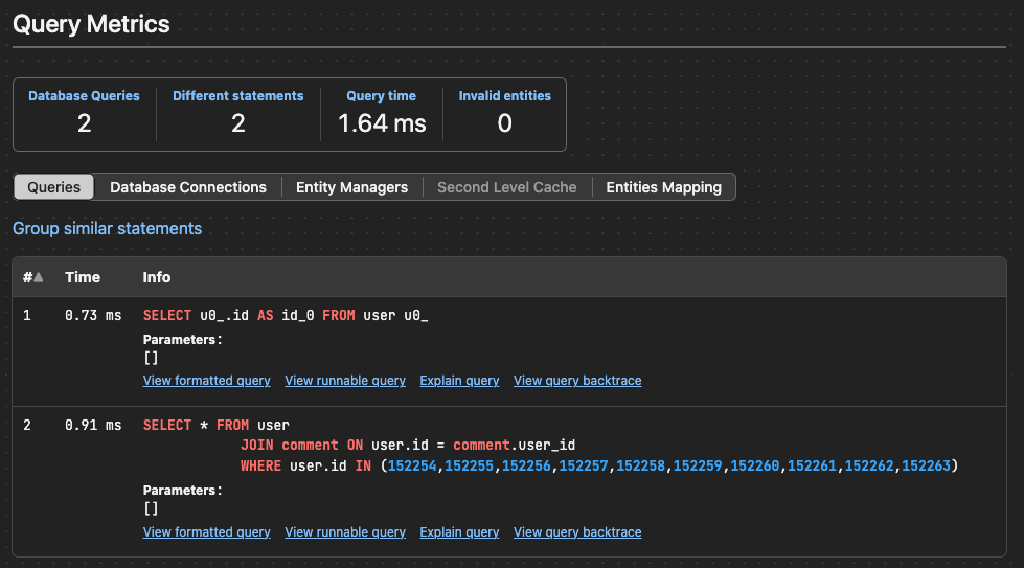 Query Metrics
Database Queries Different statements Query time Invalid entities
2 2 1.64 ms 0
Queries Database Connections Entity Managers Second Level Cache Entities Mapping
Group similar statements
#▲ Time Info
1 0.73 ms SELECT u0_.id AS id_0 FROM user u0_
Parameters:
[]
View formatted query View runnable query Explain query View query backtrace
2 0.91 ms SELECT * FROM user
JOIN comment ON user.id = comment.user_id
WHERE user.id IN (152254,152255,152256,152257,152258,152259,152260,152261,152262,152263)
Parameters:
[]
View formatted query View runnable query Explain query View query backtrace